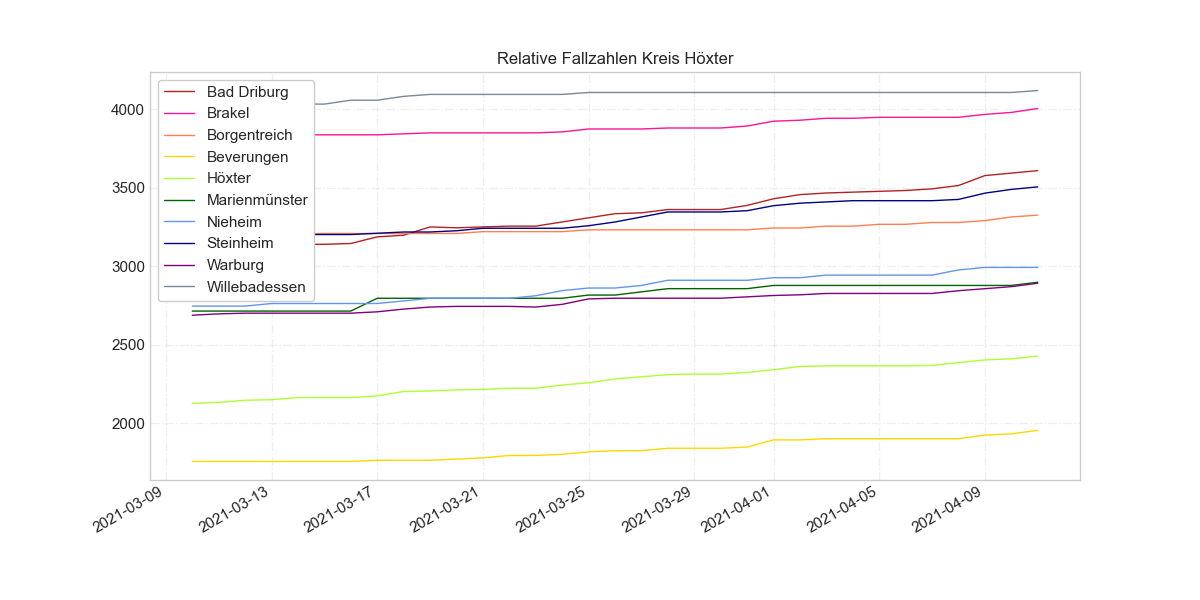 Relative Fallzahlen Kreis Höxter
4000
3500
3000
2500
2000
Bad Driburg
Brakel
Borgentreich
Beverungen
Höxter
Marienmünster
Nieheim
Steinheim
Warburg
Willebadessen
2021-03-09
2021-03-13
2021-03-17
2021-03-21
2021-03-25
2021-03-29
2021-04-01
2021-04-05
2021-04-09